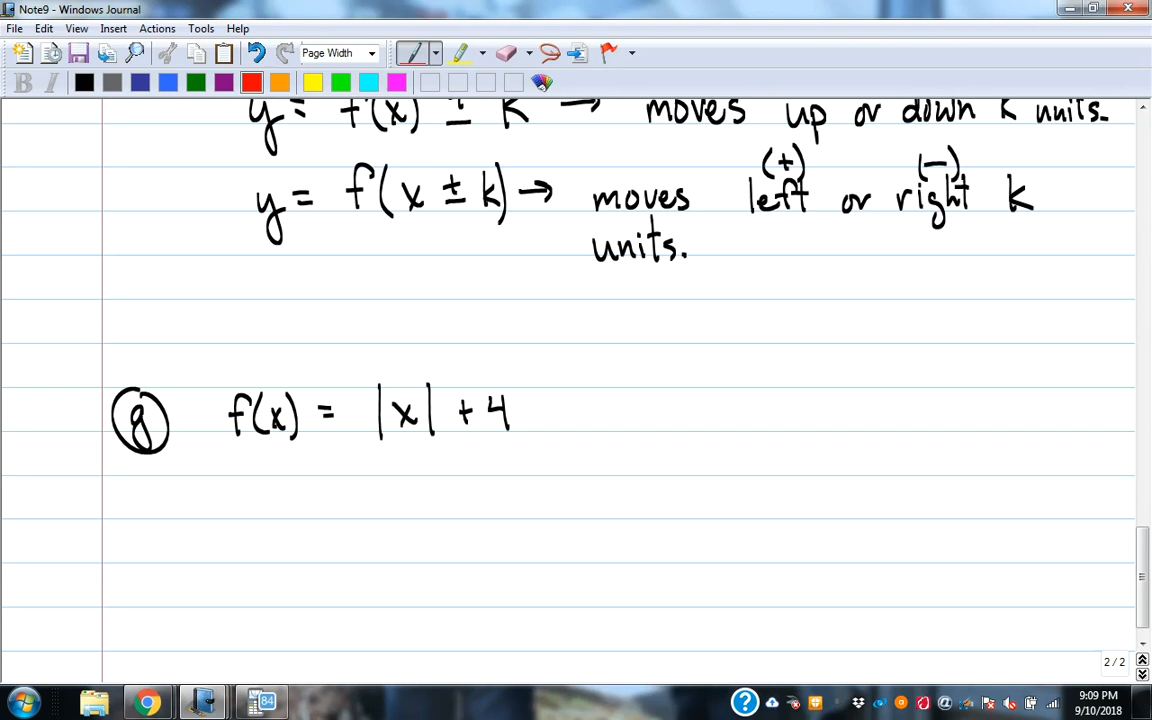 Note9 - Windows Journal
File Edit View Insert Actions Tools Help
Page Width
B I
y = f(x) ± k → moves up or down k units.
(+) (−)
y = f(x ± k) → moves left or right k
units.
g f(x) = |x| + 4
2 / 2
84
9:09 PM
9/10/2018